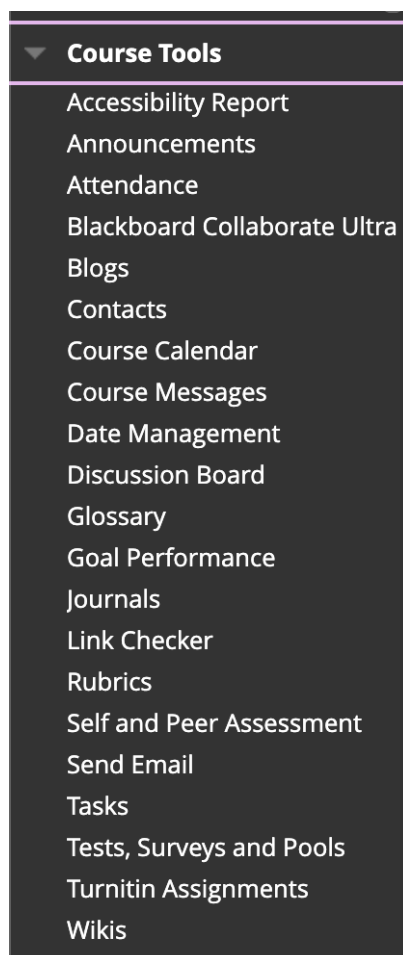 Course Tools
Accessibility Report
Announcements
Attendance
Blackboard Collaborate Ultra
Blogs
Contacts
Course Calendar
Course Messages
Date Management
Discussion Board
Glossary
Goal Performance
Journals
Link Checker
Rubrics
Self and Peer Assessment
Send Email
Tasks
Tests, Surveys and Pools
Turnitin Assignments
Wikis